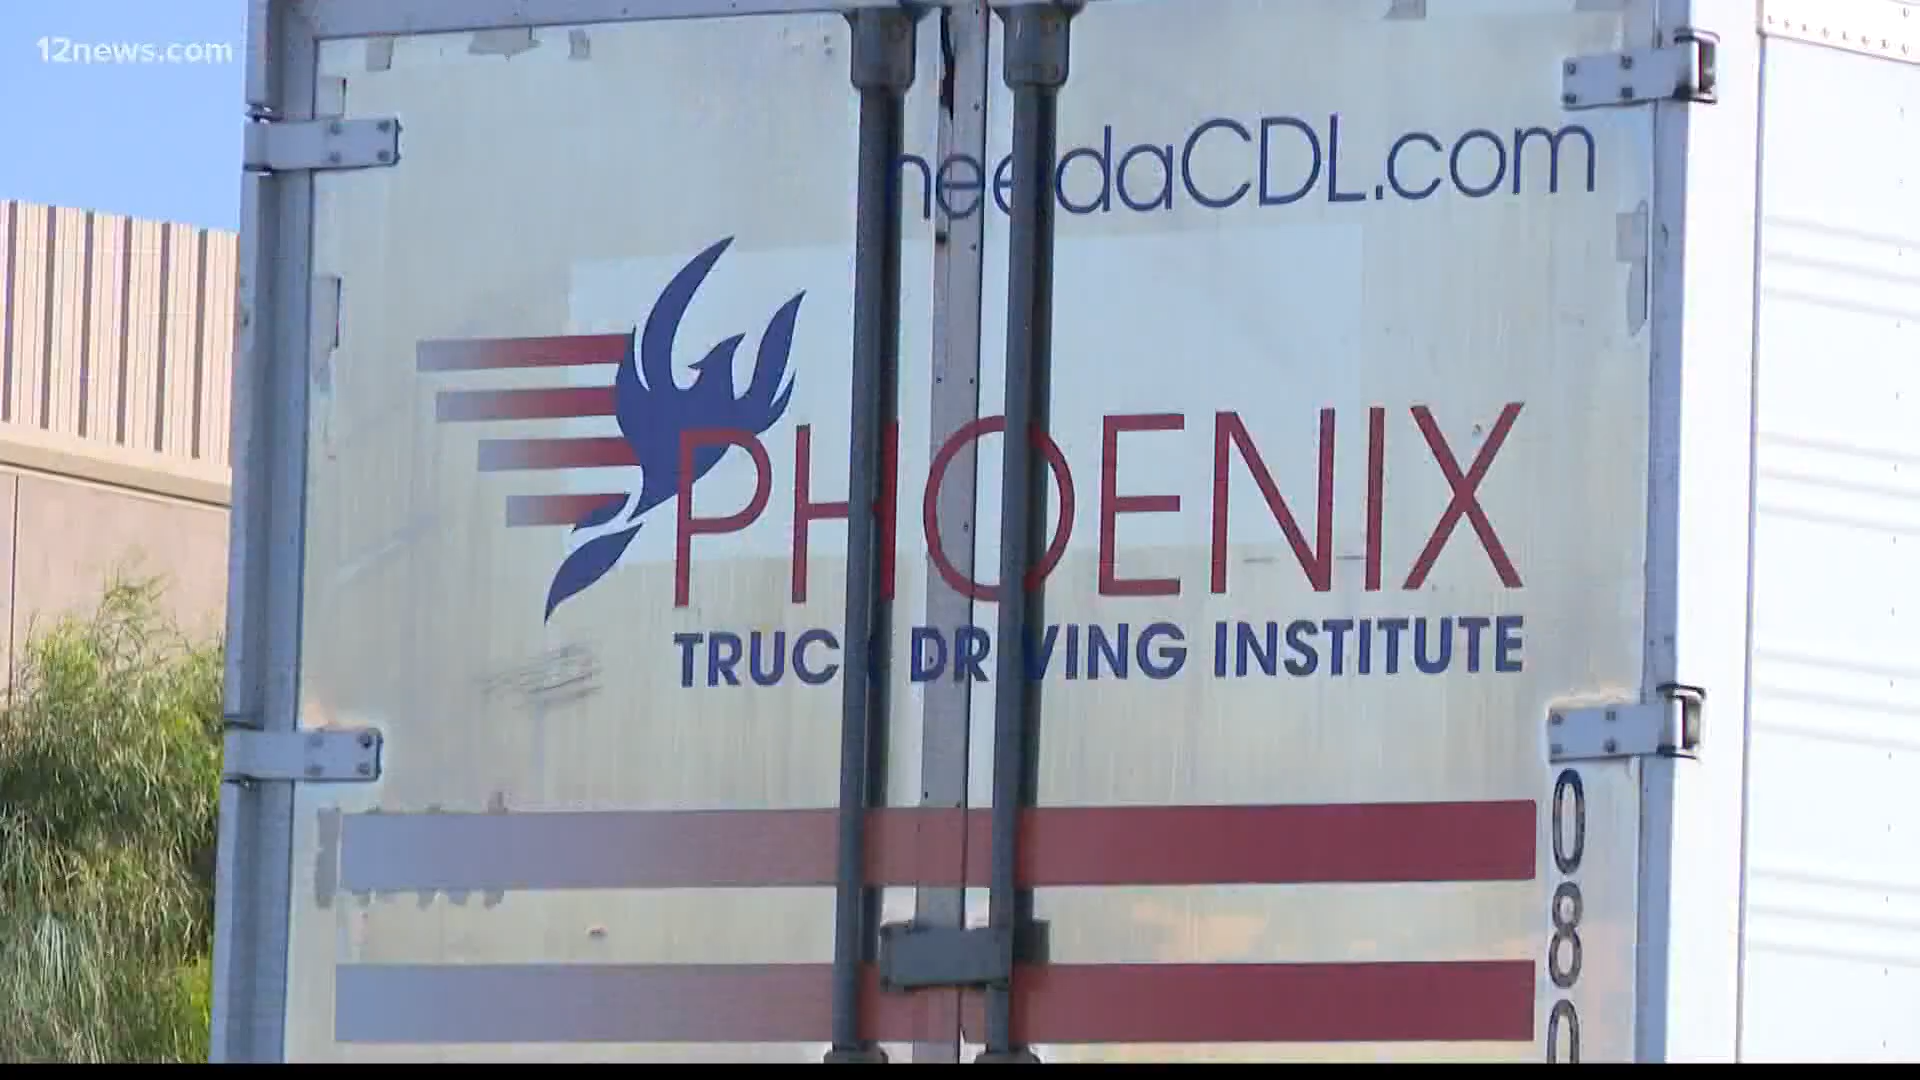 12news.com
needaCDL.com
PHOENIX
TRUCK DRIVING INSTITUTE
080